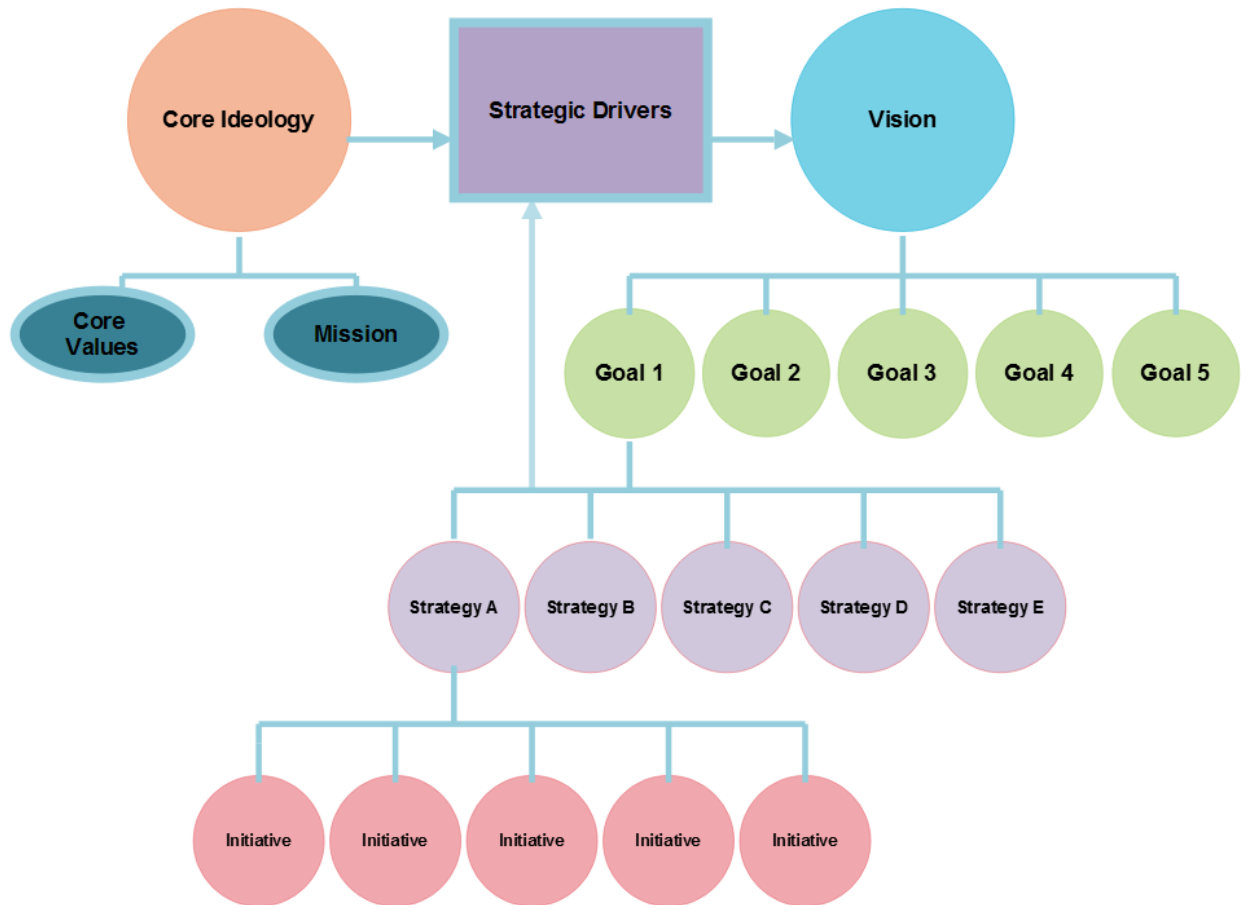 Core Ideology
Strategic Drivers
Vision
Core
Values
Mission
Goal 1
Goal 2
Goal 3
Goal 4
Goal 5
Strategy A
Strategy B
Strategy C
Strategy D
Strategy E
Initiative
Initiative
Initiative
Initiative
Initiative